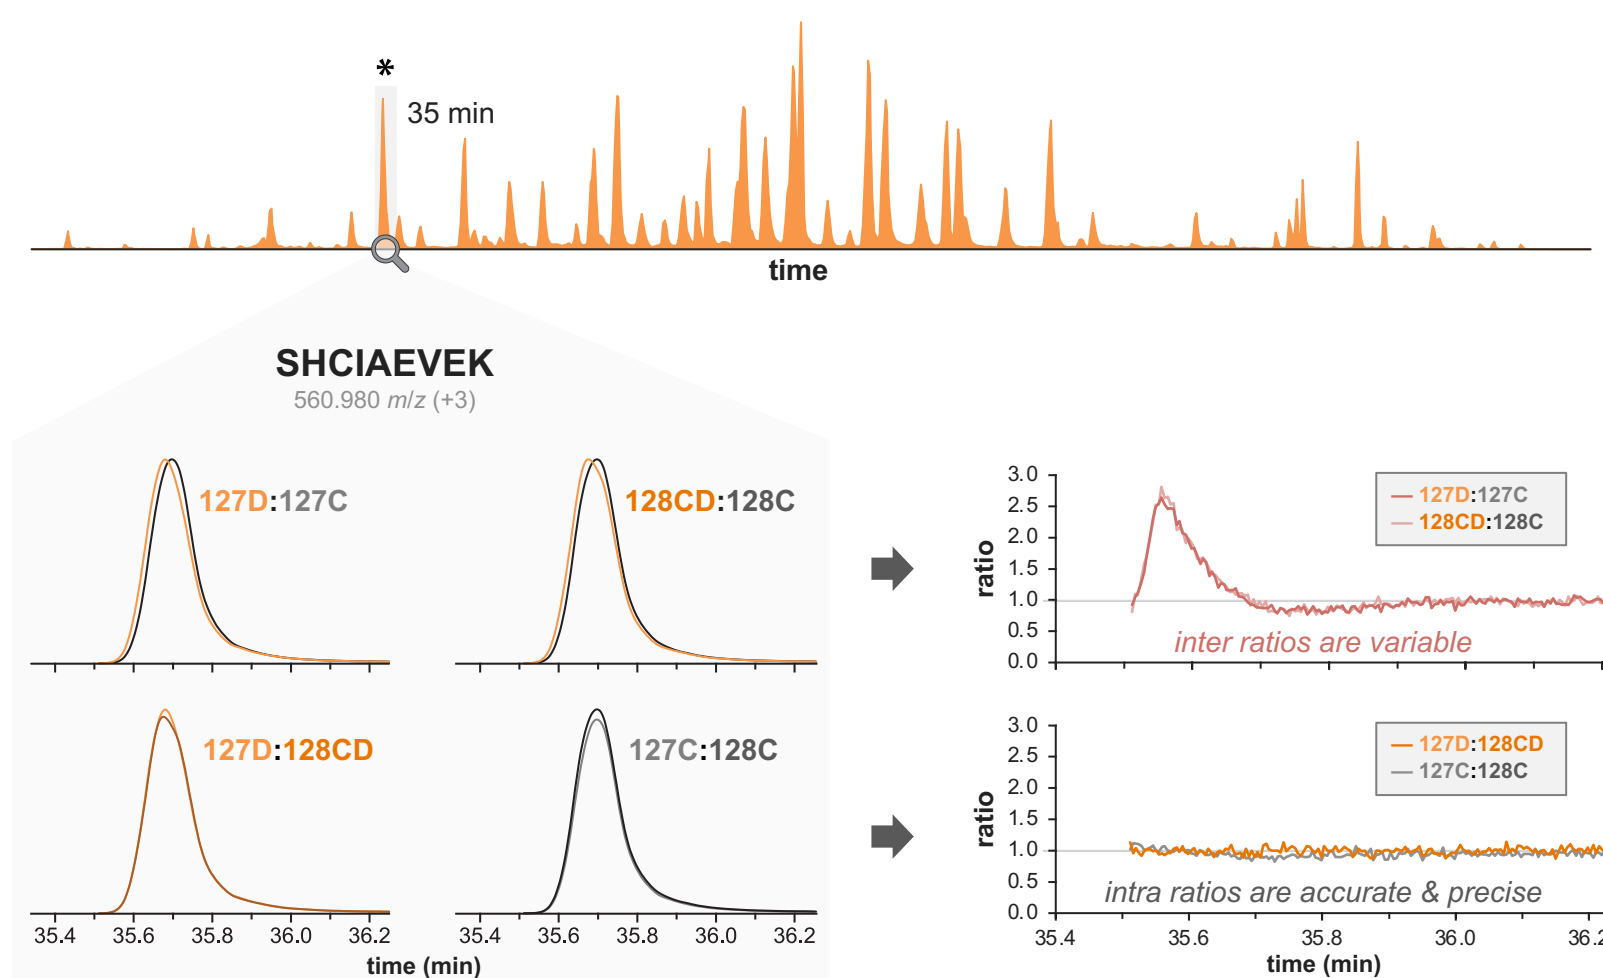 *
35 min
time
SHCIAEVEK
560.980 m/z (+3)
127D:127C
128CD:128C
127D:128CD
127C:128C
35.4 35.6 35.8 36.0 36.2
35.4 35.6 35.8 36.0 36.2
time (min)
3.0
2.5
2.0
1.5
1.0
0.5
0.0
ratio
127D:127C
128CD:128C
inter ratios are variable
3.0
2.5
2.0
1.5
1.0
0.5
0.0
ratio
127D:128CD
127C:128C
intra ratios are accurate & precise
35.4 35.6 35.8 36.0 36.2
time (min)